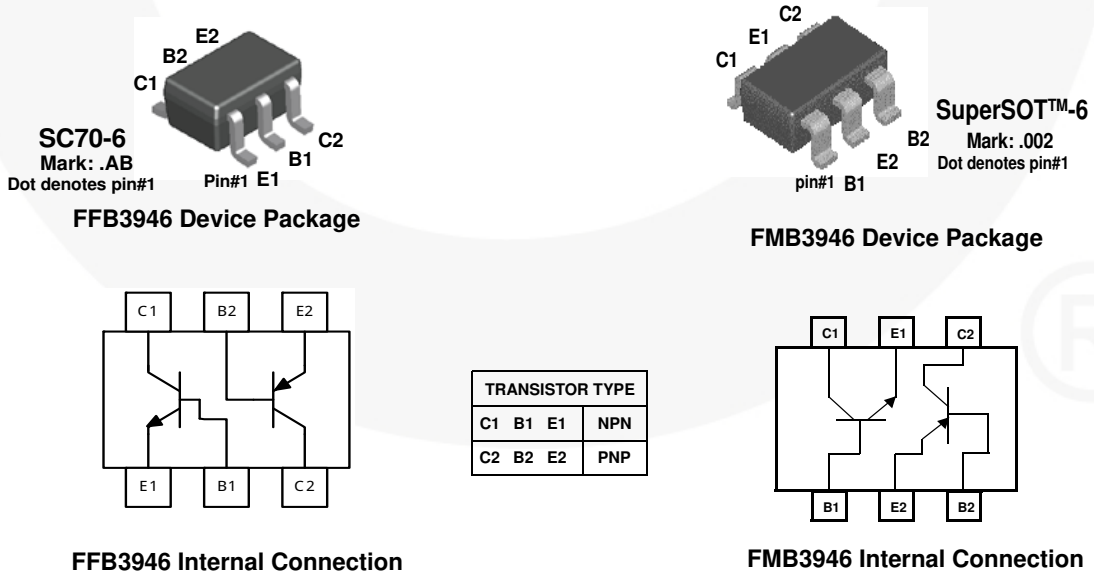 E2
B2
C1
SC70-6
Mark: .AB
Dot denotes pin#1
C2
B1
Pin#1 E1
FFB3946 Device Package
C2
E1
C1
SuperSOT™-6
Mark: .002
Dot denotes pin#1
B2
E2
pin#1 B1
FMB3946 Device Package
C1 B2 E2
E1 B1 C2
FFB3946 Internal Connection
TRANSISTOR TYPE
C1 B1 E1 NPN
C2 B2 E2 PNP
C1 E1 C2
B1 E2 B2
FMB3946 Internal Connection
®